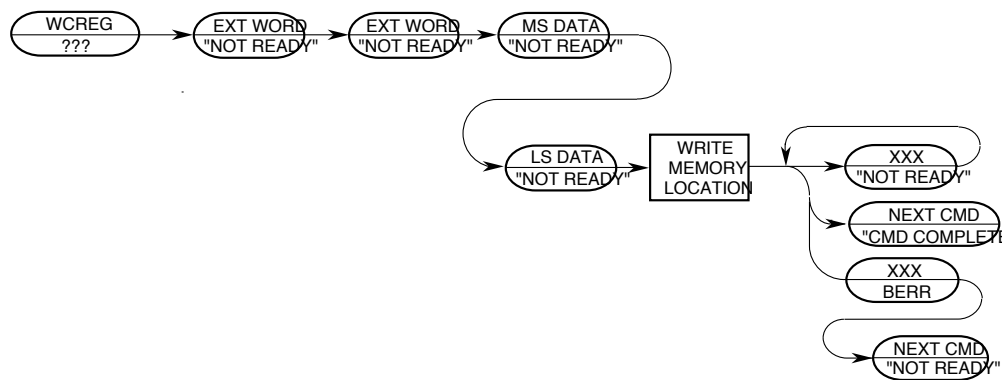 WCREG
???
EXT WORD
"NOT READY"
EXT WORD
"NOT READY"
MS DATA
"NOT READY"
LS DATA
"NOT READY"
WRITE
MEMORY
LOCATION
XXX
"NOT READY"
NEXT CMD
"CMD COMPLETE
XXX
BERR
NEXT CMD
"NOT READY"